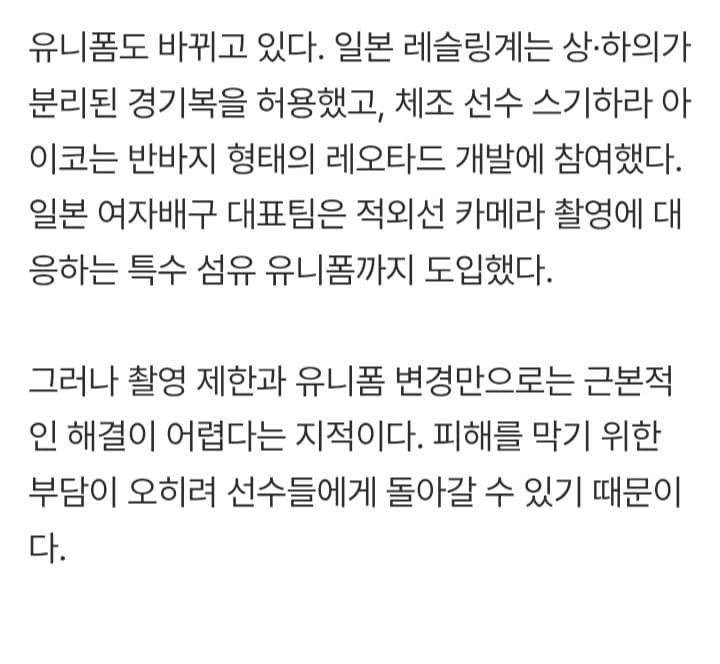 유니폼도 바뀌고 있다. 일본 레슬링계는 상·하의가
분리된 경기복을 허용했고, 체조 선수 스기하라 아
이코는 반바지 형태의 레오타드 개발에 참여했다.
일본 여자배구 대표팀은 적외선 카메라 촬영에 대
응하는 특수 섬유 유니폼까지 도입했다.
그러나 촬영 제한과 유니폼 변경만으로는 근본적
인 해결이 어렵다는 지적이다. 피해를 막기 위한
부담이 오히려 선수들에게 돌아갈 수 있기 때문이
다.